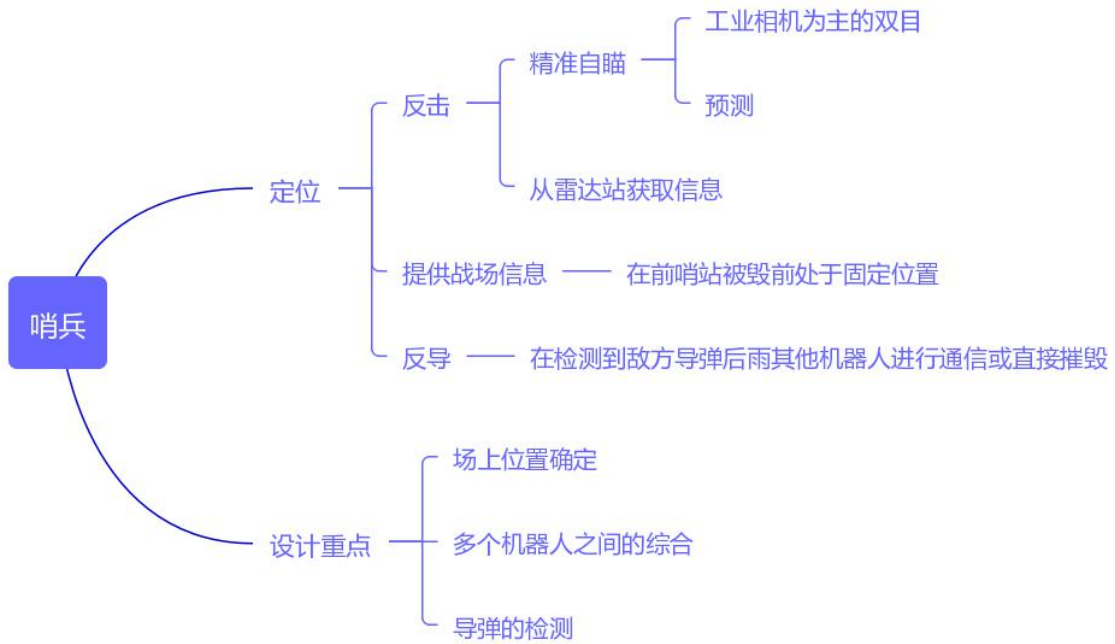 哨兵
定位
反击
精准自瞄
工业相机为主的双目
预测
从雷达站获取信息
提供战场信息
在前哨站被毁前处于固定位置
反导
在检测到敌方导弹后雨其他机器人进行通信或直接摧毁
设计重点
场上位置确定
多个机器人之间的综合
导弹的检测